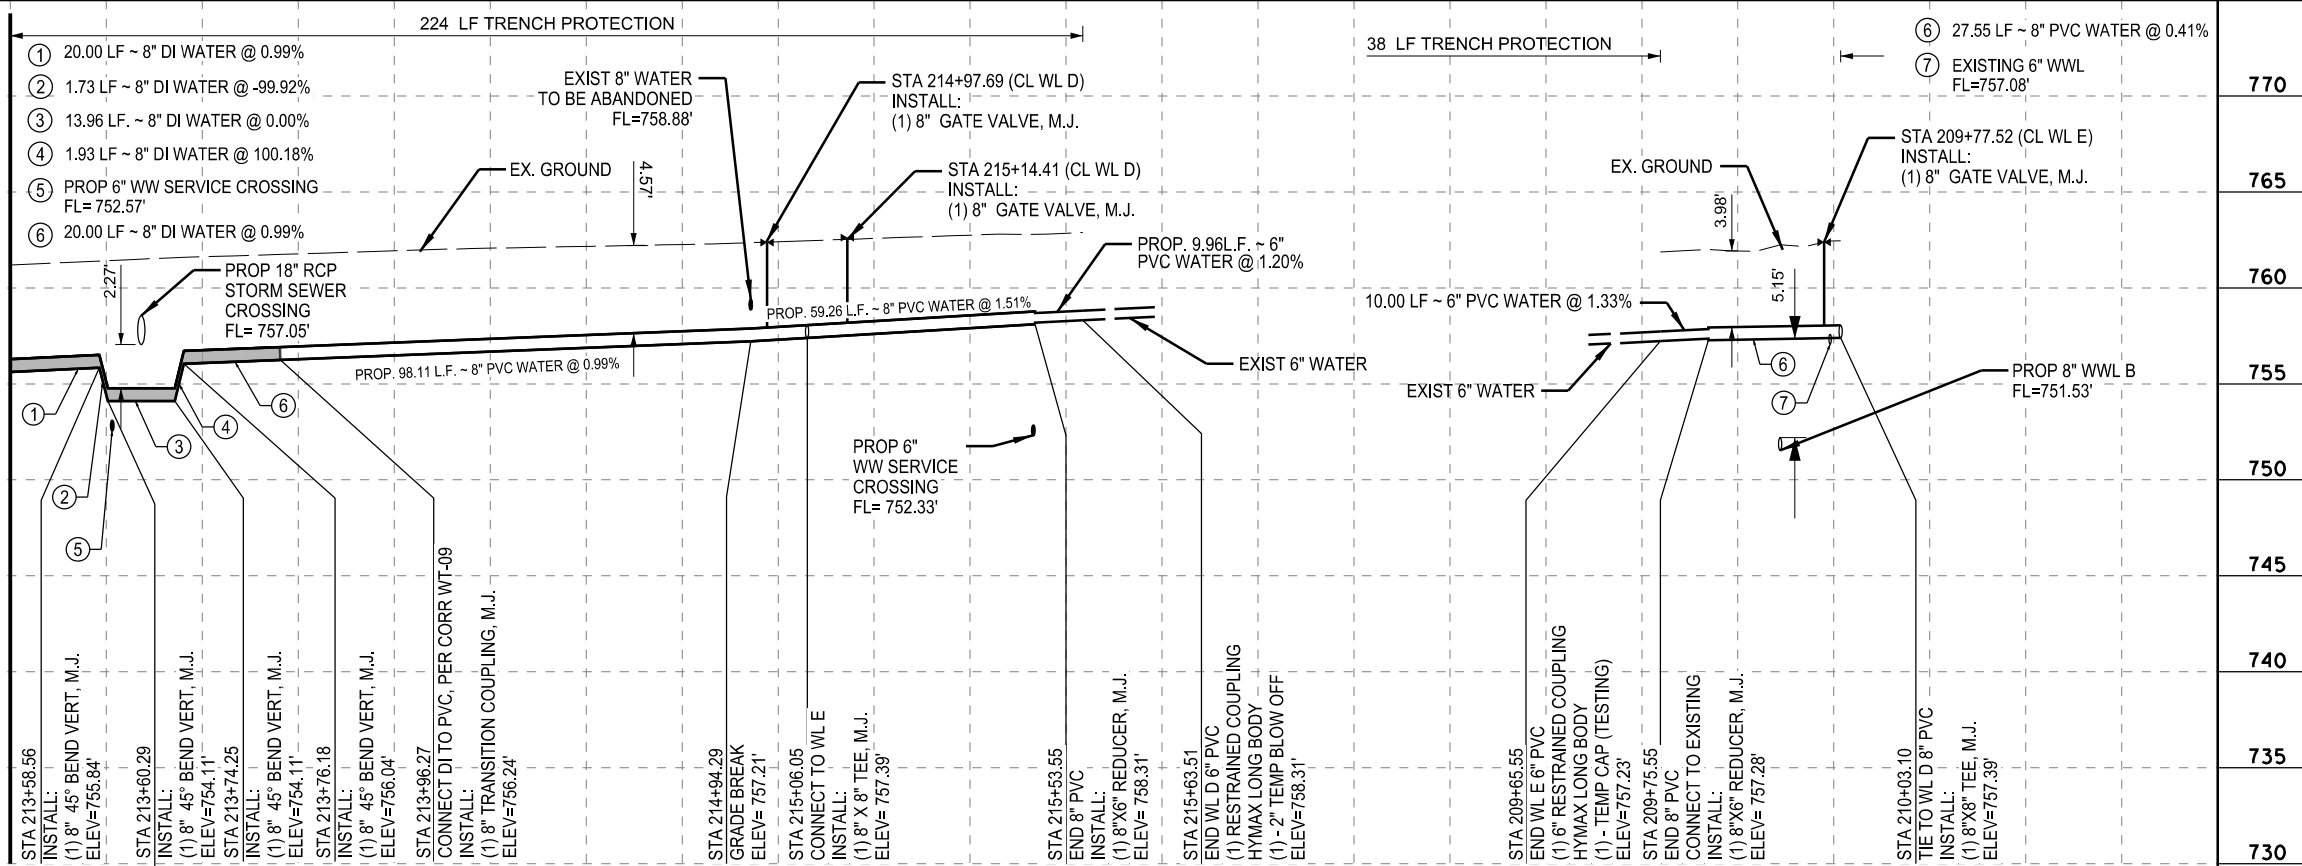 224 LF TRENCH PROTECTION
① 20.00 LF ~ 8" DI WATER @ 0.99%
② 1.73 LF ~ 8" DI WATER @ -99.92%
③ 13.96 LF. ~ 8" DI WATER @ 0.00%
④ 1.93 LF ~ 8" DI WATER @ 100.18%
⑤ PROP 6" WW SERVICE CROSSING
FL= 752.57'
⑥ 20.00 LF ~ 8" DI WATER @ 0.99%
EXIST 8" WATER
TO BE ABANDONED
FL=758.88'
STA 214+97.69 (CL WL D)
INSTALL:
(1) 8" GATE VALVE, M.J.
STA 215+14.41 (CL WL D)
INSTALL:
(1) 8" GATE VALVE, M.J.
EX. GROUND
4.57'
2.27'
PROP 18" RCP
STORM SEWER
CROSSING
FL= 757.05'
PROP. 9.96L.F. ~ 6"
PVC WATER @ 1.20%
PROP. 59.26 L.F. ~ 8" PVC WATER @ 1.51%
PROP. 98.11 L.F. ~ 8" PVC WATER @ 0.99%
EXIST 6" WATER
①
②
③
④
⑤
⑥
PROP 6"
WW SERVICE
CROSSING
FL= 752.33'
38 LF TRENCH PROTECTION
⑥ 27.55 LF ~ 8" PVC WATER @ 0.41%
⑦ EXISTING 6" WWL
FL=757.08'
STA 209+77.52 (CL WL E)
INSTALL:
(1) 8" GATE VALVE, M.J.
EX. GROUND
3.98'
5.15'
10.00 LF ~ 6" PVC WATER @ 1.33%
EXIST 6" WATER
⑥
⑦
PROP 8" WWL B
FL=751.53'
770
765
760
755
750
745
740
735
730
STA 213+58.56
INSTALL:
(1) 8" 45° BEND VERT, M.J.
ELEV=755.84'
STA 213+60.29
INSTALL:
(1) 8" 45° BEND VERT, M.J.
ELEV=754.11'
STA 213+74.25
INSTALL:
(1) 8" 45° BEND VERT, M.J.
ELEV=754.11'
STA 213+76.18
INSTALL:
(1) 8" 45° BEND VERT, M.J.
ELEV=756.04'
STA 213+96.27
CONNECT DI TO PVC, PER CORR WT-09
INSTALL:
(1) 8" TRANSITION COUPLING, M.J.
ELEV=756.24'
STA 214+94.29
GRADE BREAK
ELEV= 757.21'
STA 215+06.05
CONNECT TO WL E
INSTALL:
(1) 8" X 8" TEE, M.J.
ELEV=757.39'
STA 215+53.55
END 8" PVC
INSTALL:
(1) 8"X6" REDUCER, M.J.
ELEV= 758.31'
STA 215+63.51
END WL D 6" PVC
(1) RESTRAINED COUPLING
HYMAX LONG BODY
(1) - 2" TEMP BLOW OFF
ELEV=758.31'
STA 209+65.55
END WL E 6" PVC
(1) 6" RESTRAINED COUPLING
HYMAX LONG BODY
(1) - TEMP CAP (TESTING)
ELEV=757.23'
STA 209+75.55
END 8" PVC
CONNECT TO EXISTING
INSTALL:
(1) 8"X6" REDUCER, M.J.
ELEV= 757.28'
STA 210+03.10
TIE TO WL D 8" PVC
INSTALL:
(1) 8"X8" TEE, M.J.
ELEV=757.39'